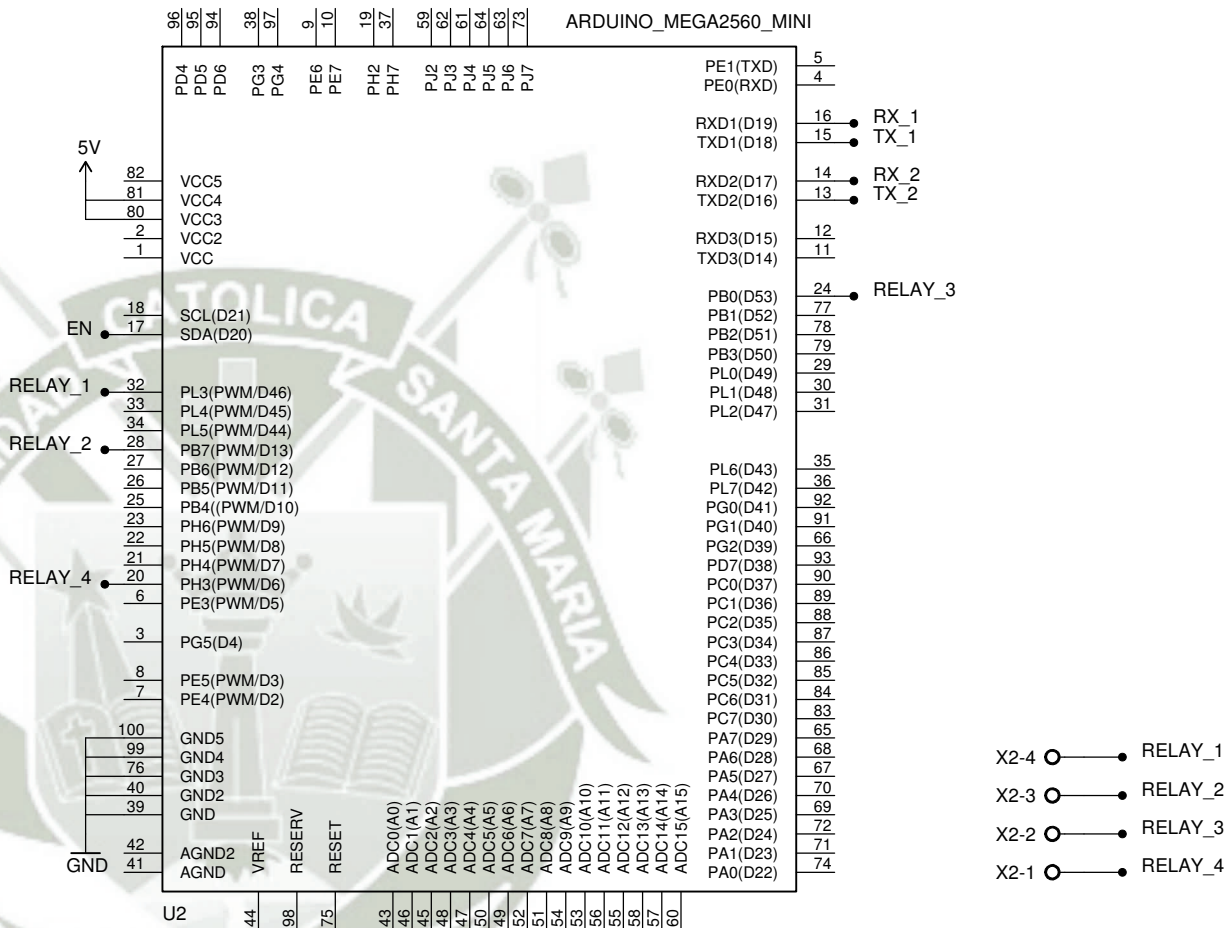 ARDUINO_MEGA2560_MINI
96 95 94 38 97 9 10 19 37 59 62 61 64 63 73
PD4 PD5 PD6 PG3 PG4 PE6 PE7 PH2 PH7 PJ2 PJ3 PJ4 PJ5 PJ6 PJ7
5V
82 VCC5
81 VCC4
80 VCC3
2 VCC2
1 VCC
18 SCL(D21)
EN 17 SDA(D20)
RELAY_1 32 PL3(PWM/D46)
33 PL4(PWM/D45)
34 PL5(PWM/D44)
RELAY_2 28 PB7(PWM/D13)
27 PB6(PWM/D12)
26 PB5(PWM/D11)
25 PB4((PWM/D10)
23 PH6(PWM/D9)
22 PH5(PWM/D8)
21 PH4(PWM/D7)
RELAY_4 20 PH3(PWM/D6)
6 PE3(PWM/D5)
3 PG5(D4)
8 PE5(PWM/D3)
7 PE4(PWM/D2)
100 GND5
99 GND4
76 GND3
40 GND2
39 GND
42 AGND2
GND 41 AGND
PE1(TXD) 5
PE0(RXD) 4
RXD1(D19) 16 RX_1
TXD1(D18) 15 TX_1
RXD2(D17) 14 RX_2
TXD2(D16) 13 TX_2
RXD3(D15) 12
TXD3(D14) 11
PB0(D53) 24 RELAY_3
PB1(D52) 77
PB2(D51) 78
PB3(D50) 79
PL0(D49) 29
PL1(D48) 30
PL2(D47) 31
PL6(D43) 35
PL7(D42) 36
PG0(D41) 92
PG1(D40) 91
PG2(D39) 66
PD7(D38) 93
PC0(D37) 90
PC1(D36) 89
PC2(D35) 88
PC3(D34) 87
PC4(D33) 86
PC5(D32) 85
PC6(D31) 84
PC7(D30) 83
PA7(D29) 65
PA6(D28) 68
PA5(D27) 67
PA4(D26) 70
PA3(D25) 69
PA2(D24) 72
PA1(D23) 71
PA0(D22) 74
VREF RESERV RESET ADC0(A0) ADC1(A1) ADC2(A2) ADC3(A3) ADC4(A4) ADC5(A5) ADC6(A6) ADC7(A7) ADC8(A8) ADC9(A9) ADC10(A10) ADC11(A11) ADC12(A12) ADC13(A13) ADC14(A14) ADC15(A15)
U2
44 98 75 43 46 45 48 47 50 49 52 51 54 53 56 55 58 57 60
X2-4 RELAY_1
X2-3 RELAY_2
X2-2 RELAY_3
X2-1 RELAY_4
CATOLICA
SANTA MARIA